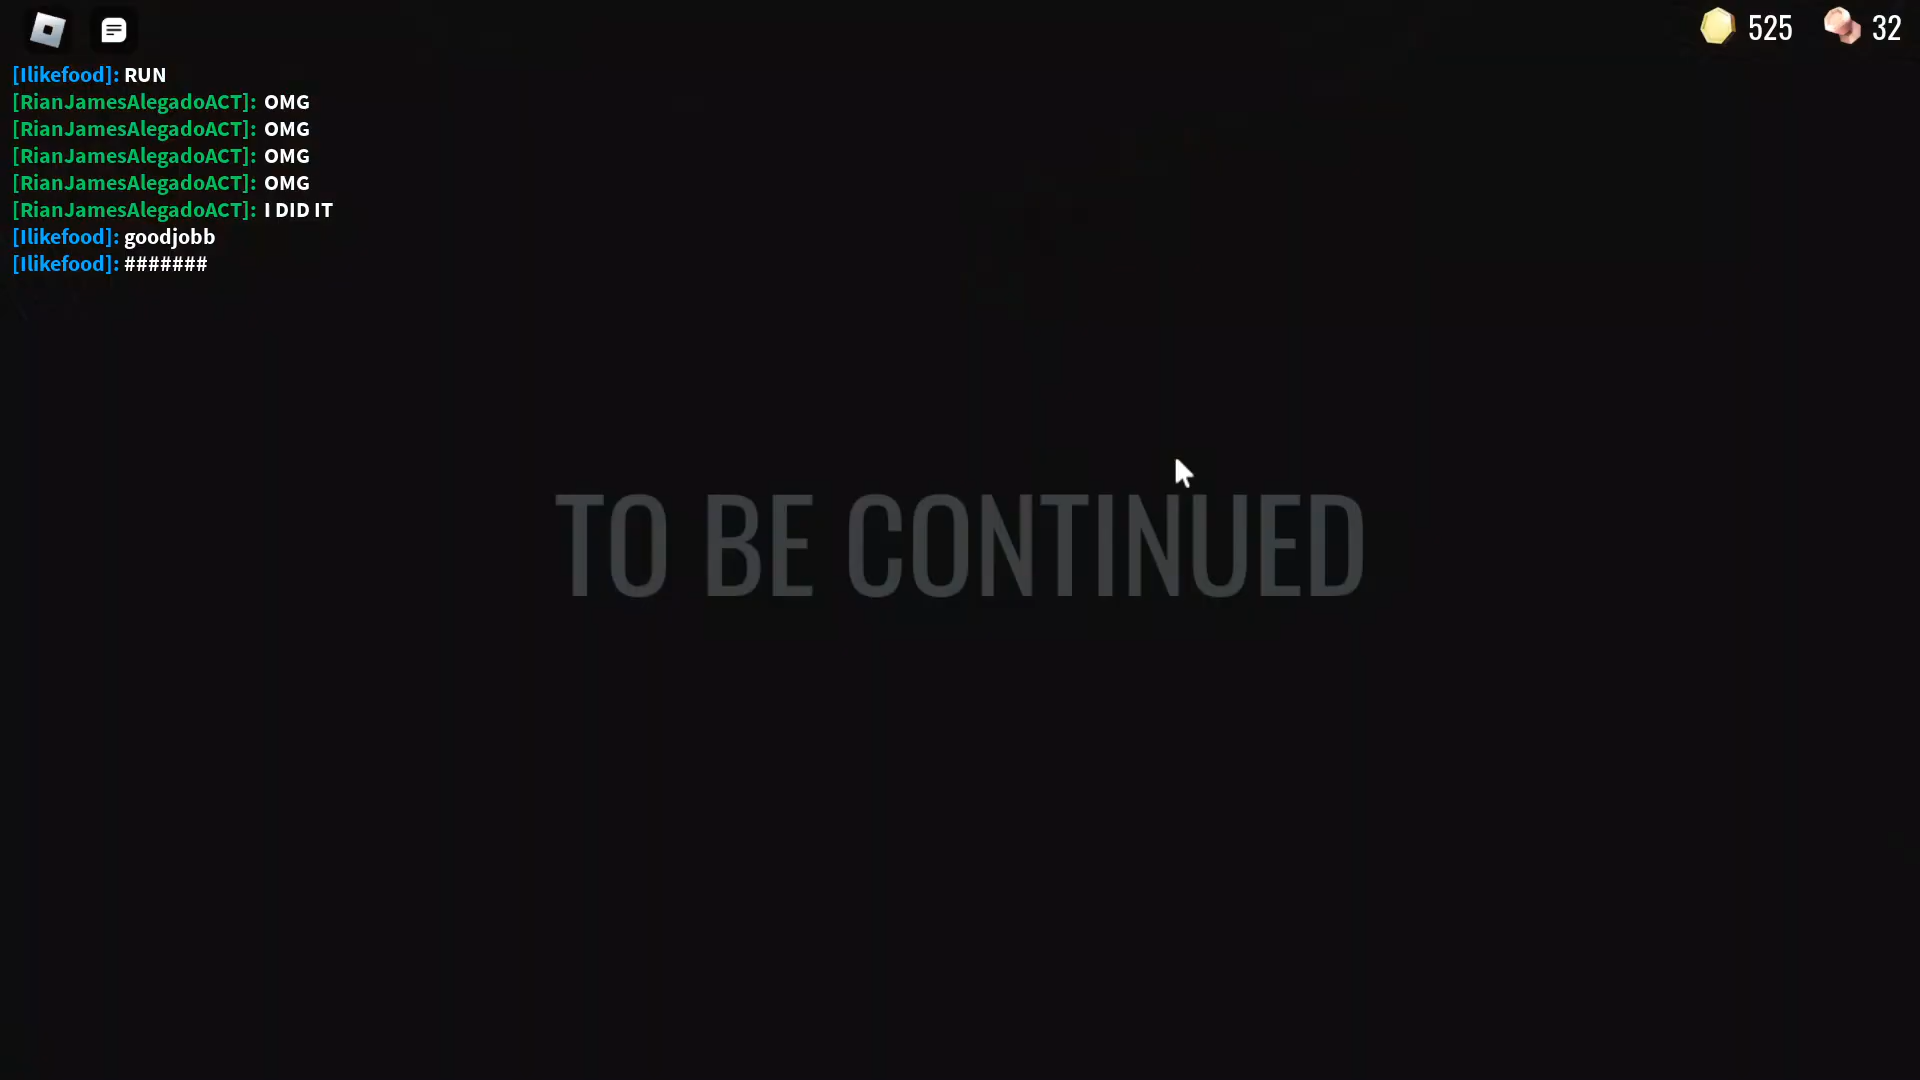 525 32
[Ilikefood]: RUN
[RianJamesAlegadoACT]: OMG
[RianJamesAlegadoACT]: OMG
[RianJamesAlegadoACT]: OMG
[RianJamesAlegadoACT]: OMG
[RianJamesAlegadoACT]: I DID IT
[Ilikefood]: goodjobb
[Ilikefood]: #######
TO BE CONTINUED